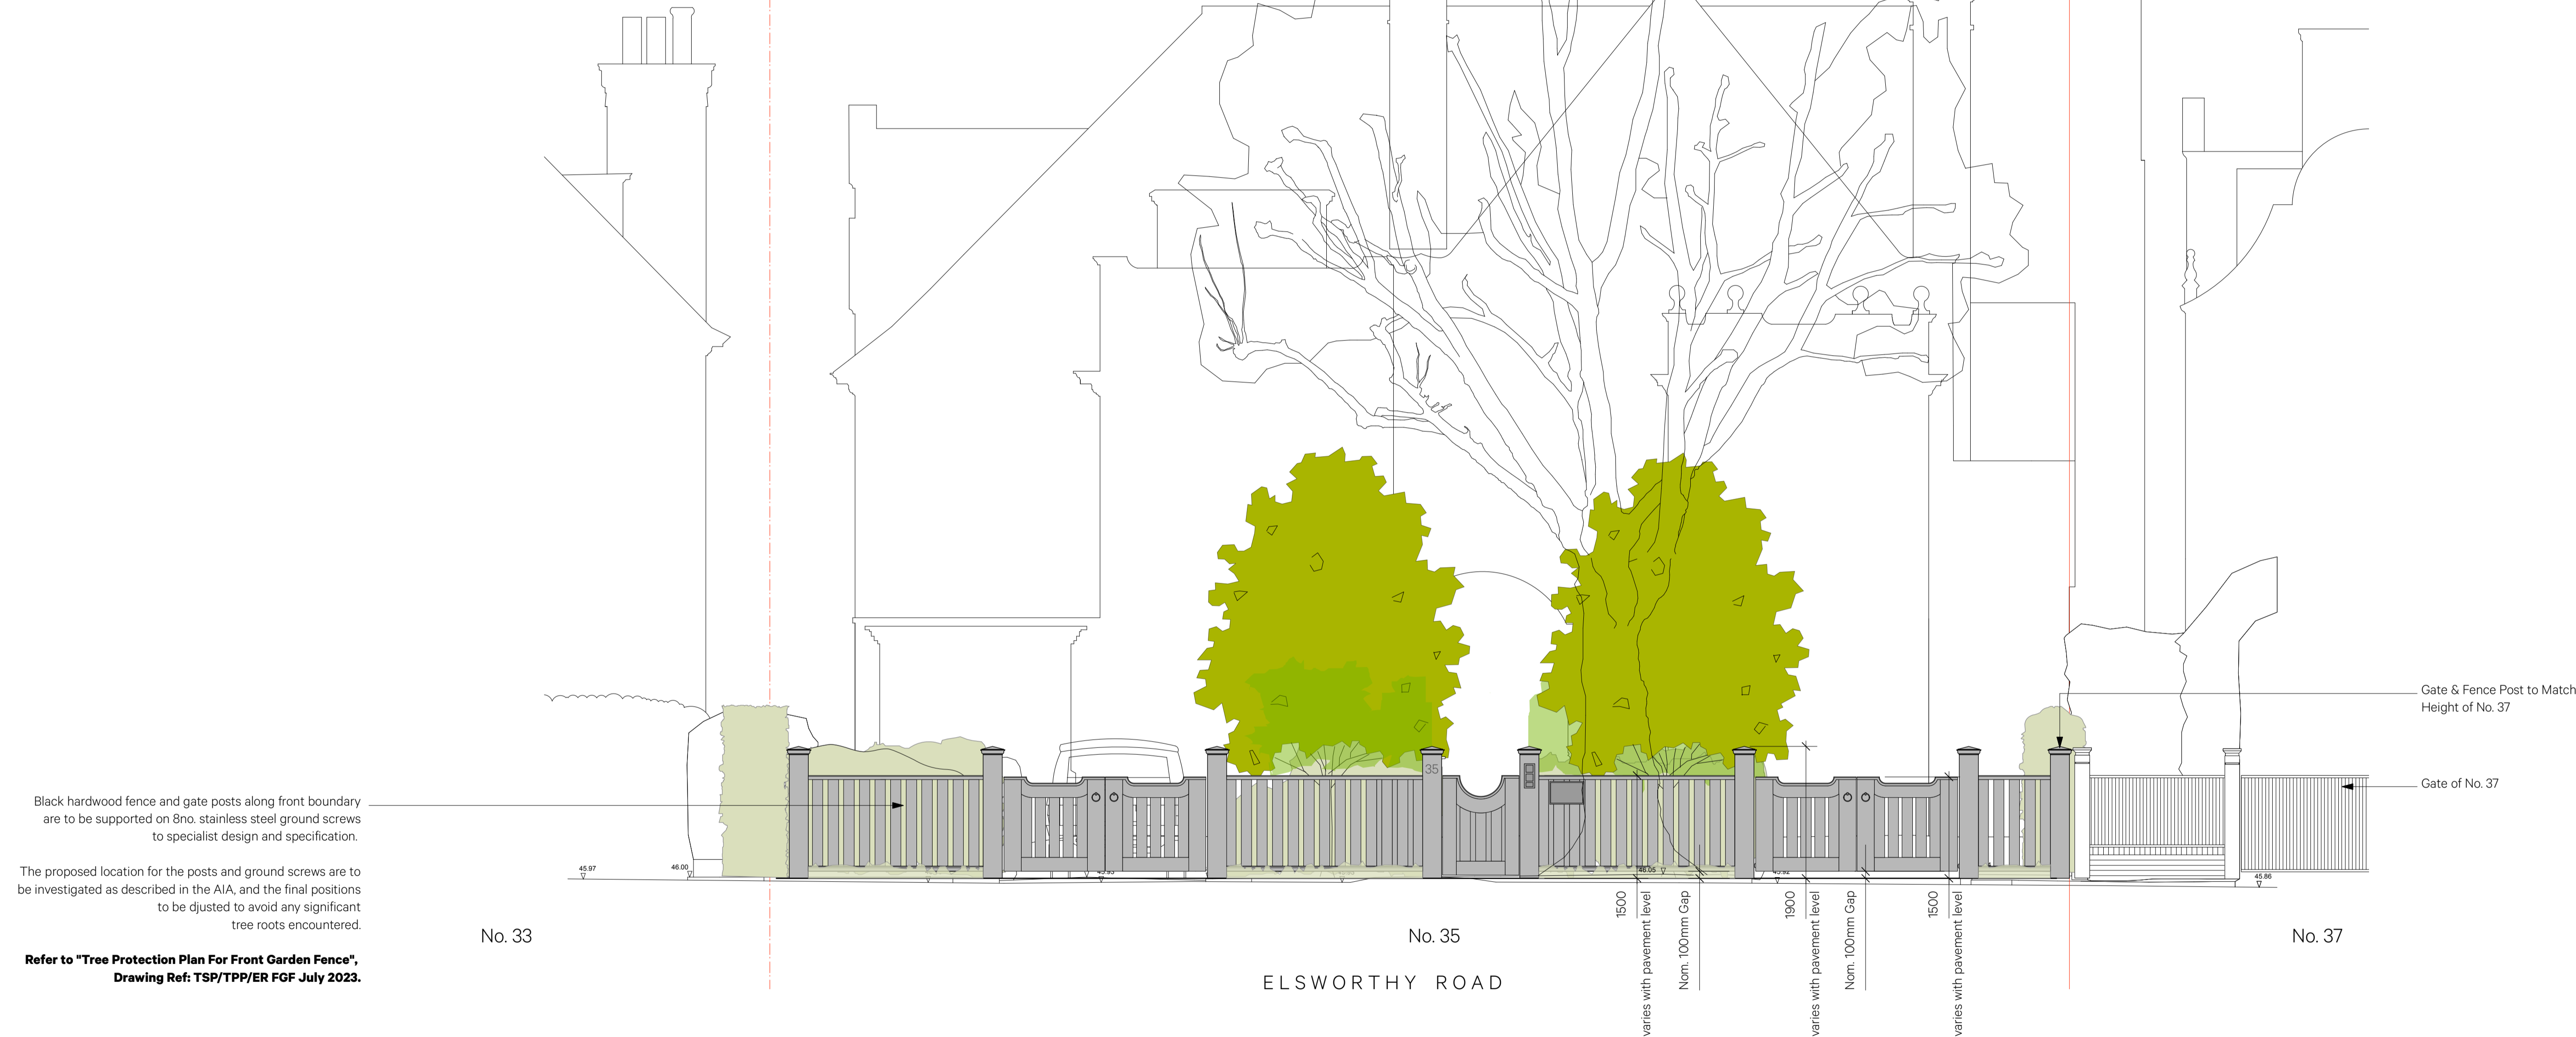 Gate & Fence Post to Match
Height of No. 37
Gate of No. 37
Black hardwood fence and gate posts along front boundary
are to be supported on 8no. stainless steel ground screws
to specialist design and specification.
The proposed location for the posts and ground screws are to
be investigated as described in the AIA, and the final positions
to be djusted to avoid any significant
tree roots encountered.
Refer to "Tree Protection Plan For Front Garden Fence",
Drawing Ref: TSP/TPP/ER FGF July 2023.
35
45.97
46.00
46.05
45.86
1500
varies with pavement level
Nom. 100mm Gap
1900
varies with pavement level
Nom. 100mm Gap
1500
varies with pavement level
No. 33
No. 35
No. 37
ELSWORTHY ROAD